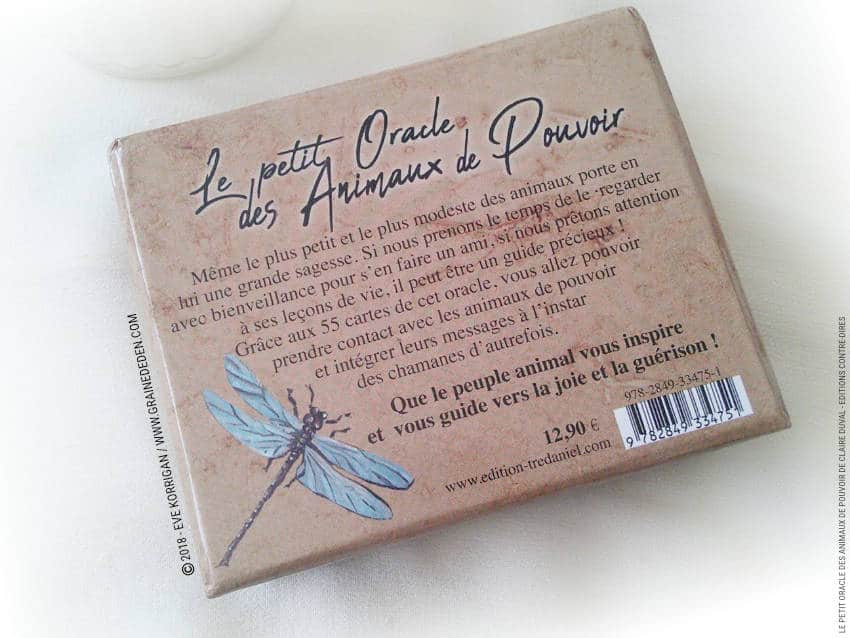 Le petit Oracle
des Animaux de Pouvoir
Même le plus petit et le plus modeste des animaux porte en
lui une grande sagesse. Si nous prenons le temps de le ·regarder
avec bienveillance pour s'en faire un ami, si nous prêtons attention
à ses leçons de vie, il peut être un guide précieux !
Grâce aux 55 cartes de cet oracle, vous allez pouvoir
prendre contact avec les animaux de pouvoir
et intégrer leurs messages à l'instar
des chamanes d'autrefois.
Que le peuple animal vous inspire
et vous guide vers la joie et la guérison !
12,90 €
www.edition-tredaniel.com
978-2849-33475-1
9 782849 334751
© 2018 - EVE KORRIGAN / WWW.GRAINEDEDEN.COM
LE PETIT ORACLE DES ANIMAUX DE POUVOIR DE CLAIRE DUVAL - EDITIONS CONTRE-DIRES